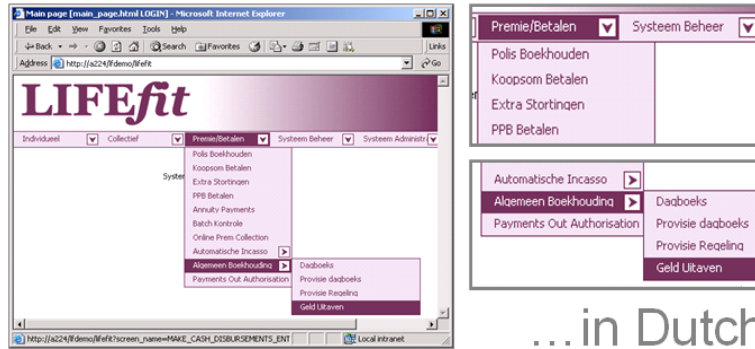 Main page [main_page.html LOGIN] - Microsoft Internet Explorer
File Edit View Favorites Tools Help
Back Search Favorites Links
Address http://a224/lfdemo/lfefit Go
LIFEfit
Individueel Collectief Premie/Betalen Systeem Beheer Systeem Administr
Polis Boekhouden
Koopsom Betalen
Syster
Extra Stortingen
PPB Betalen
Annuity Payments
Batch Kontrole
Online Prem Collection
Automatische Incasso
Algemeen Boekhouding Dagboeks
Payments Out Authorisation Provisie dagboeks
Provisie Regeling
Geld Uitaven
http://a224/lfdemo/lfefit?screen_name=MAKE_CASH_DISBURSEMENTS_ENT Local intranet
Premie/Betalen Systeem Beheer
Polis Boekhouden
Koopsom Betalen
Extra Stortingen
PPB Betalen
Automatische Incasso
Algemeen Boekhouding Dagboeks
Payments Out Authorisation Provisie dagboeks
Provisie Regeling
Geld Uitaven
...in Dutch